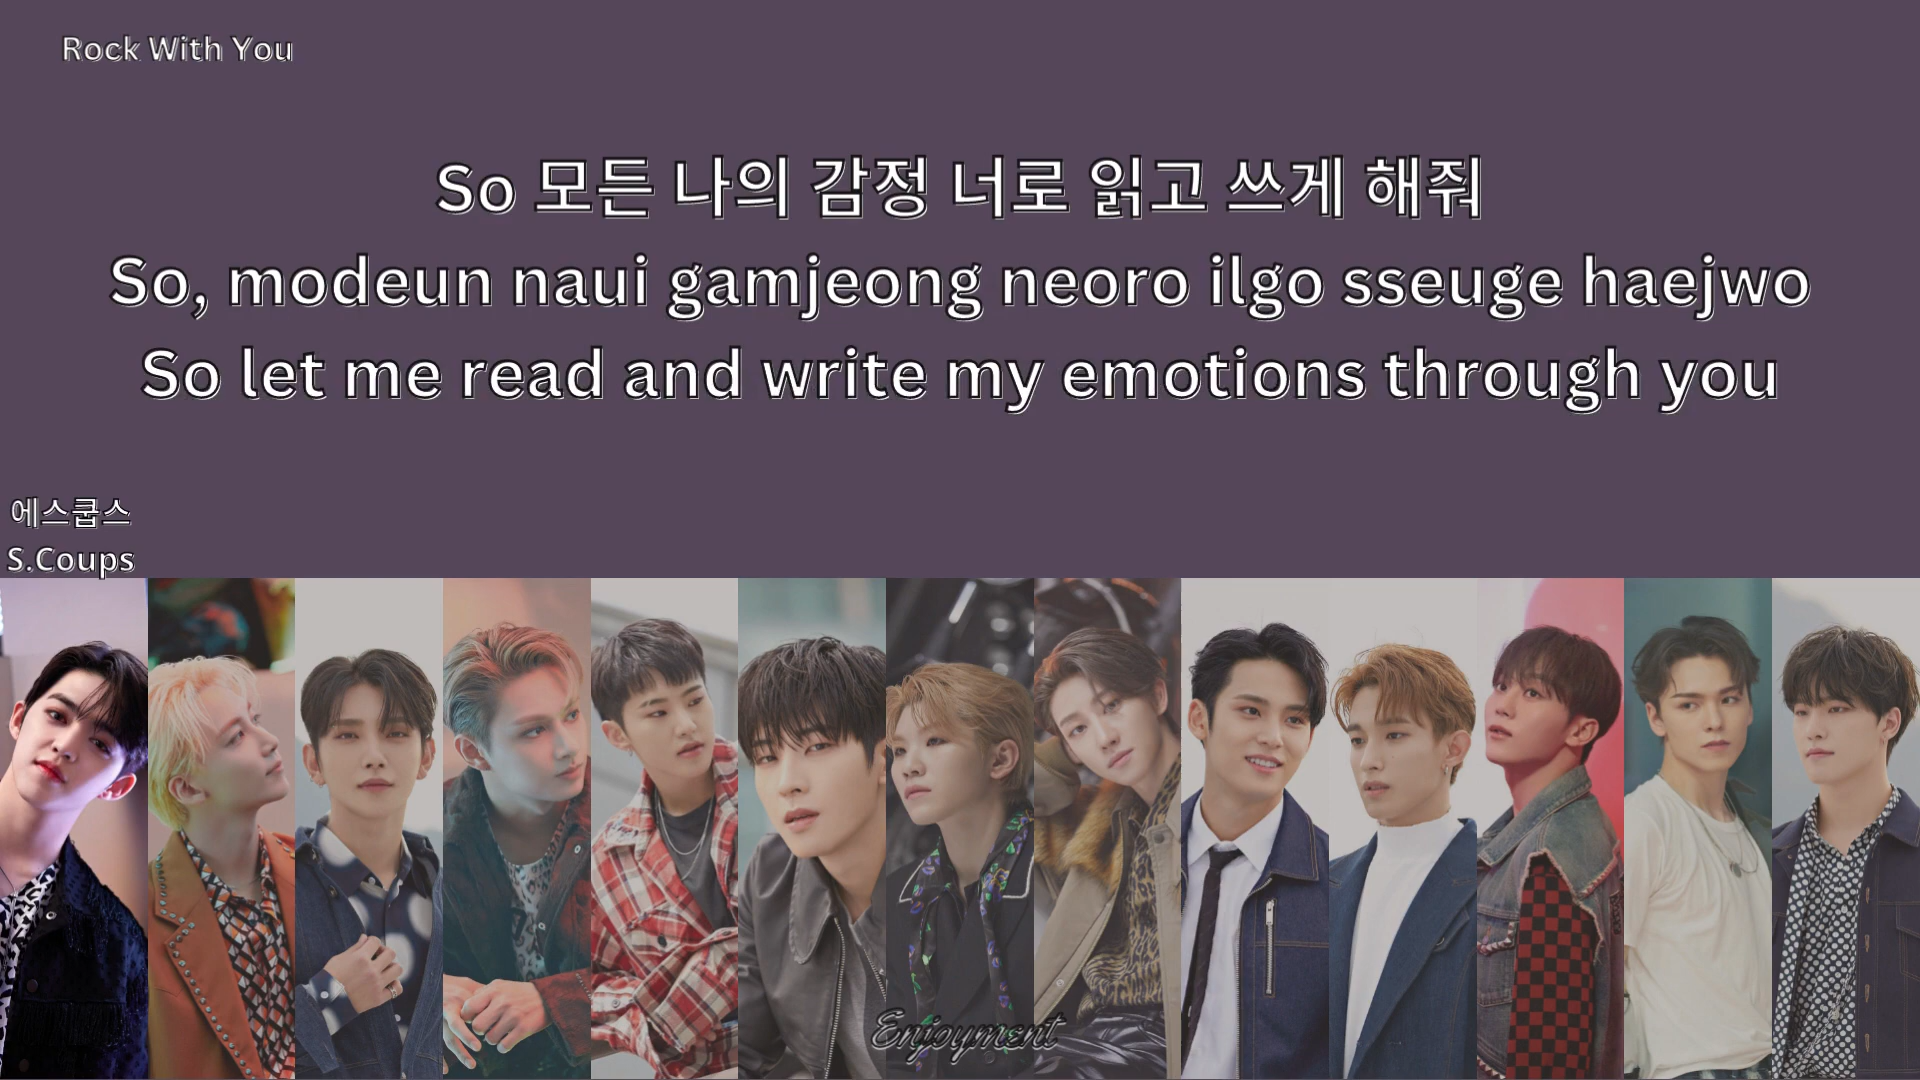 Rock With You
So 모든 나의 감정 너로 읽고 쓰게 해줘
So, modeun naui gamjeong neoro ilgo sseuge haejwo
So let me read and write my emotions through you
에스쿱스
S.Coups
Enjoyment